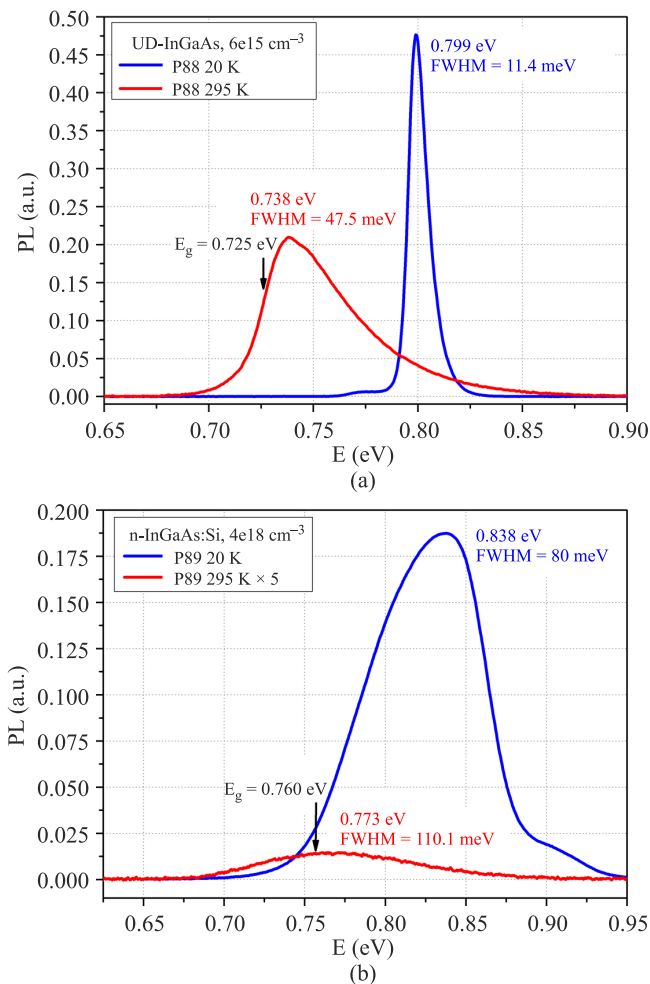 0.50
0.45
0.40
0.35
0.30
0.25
0.20
0.15
0.10
0.05
0.00
PL (a.u.)
UD-InGaAs, 6e15 cm⁻³
P88 20 K
P88 295 K
0.799 eV
FWHM = 11.4 meV
0.738 eV
FWHM = 47.5 meV
E_g = 0.725 eV
0.65 0.70 0.75 0.80 0.85 0.90
E (eV)
(a)
0.200
0.175
0.150
0.125
0.100
0.075
0.050
0.025
0.000
PL (a.u.)
n-InGaAs:Si, 4e18 cm⁻³
P89 20 K
P89 295 K × 5
0.838 eV
FWHM = 80 meV
E_g = 0.760 eV
0.773 eV
FWHM = 110.1 meV
0.65 0.70 0.75 0.80 0.85 0.90 0.95
E (eV)
(b)